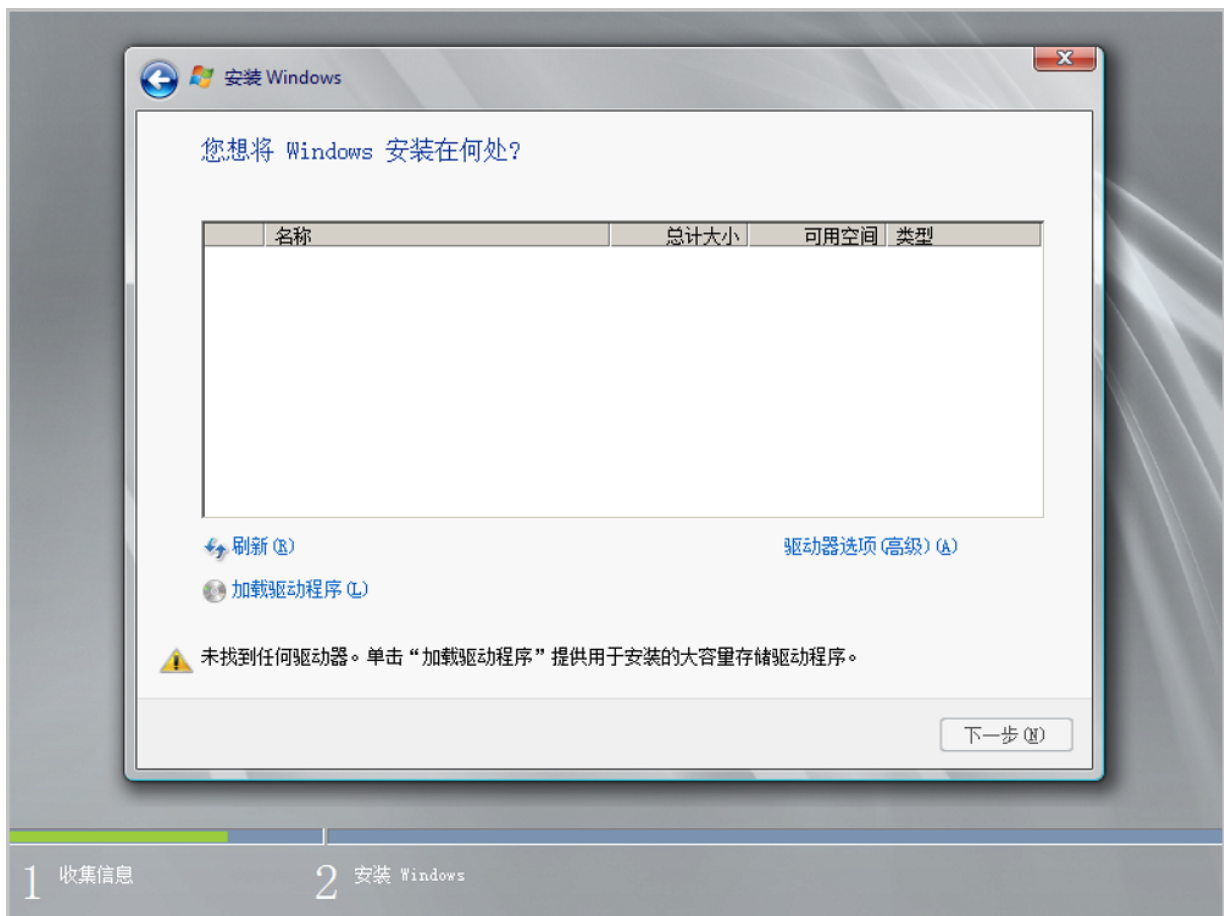 安装 Windows
您想将 Windows 安装在何处?
名称 总计大小 可用空间 类型
刷新(R) 驱动器选项(高级)(A)
加载驱动程序(L)
未找到任何驱动器。单击“加载驱动程序”提供用于安装的大容量存储驱动程序。
下一步(N)
1 收集信息 2 安装 Windows